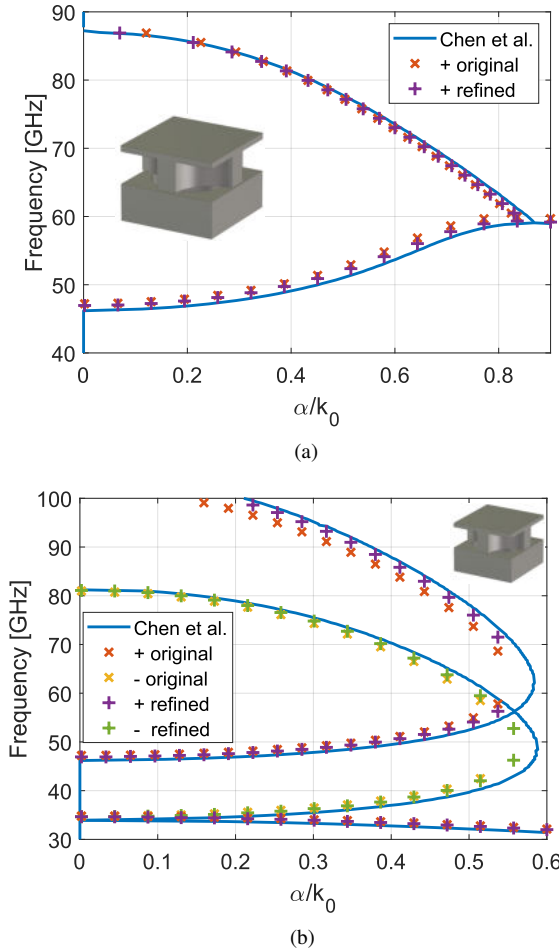 90
80
70
60
50
40
Frequency [GHz]
Chen et al.
+ original
+ refined
0
0.2
0.4
0.6
0.8
α/k₀
(a)
100
90
80
70
60
50
40
30
Frequency [GHz]
Chen et al.
+ original
- original
+ refined
- refined
0
0.1
0.2
0.3
0.4
0.5
0.6
α/k₀
(b)